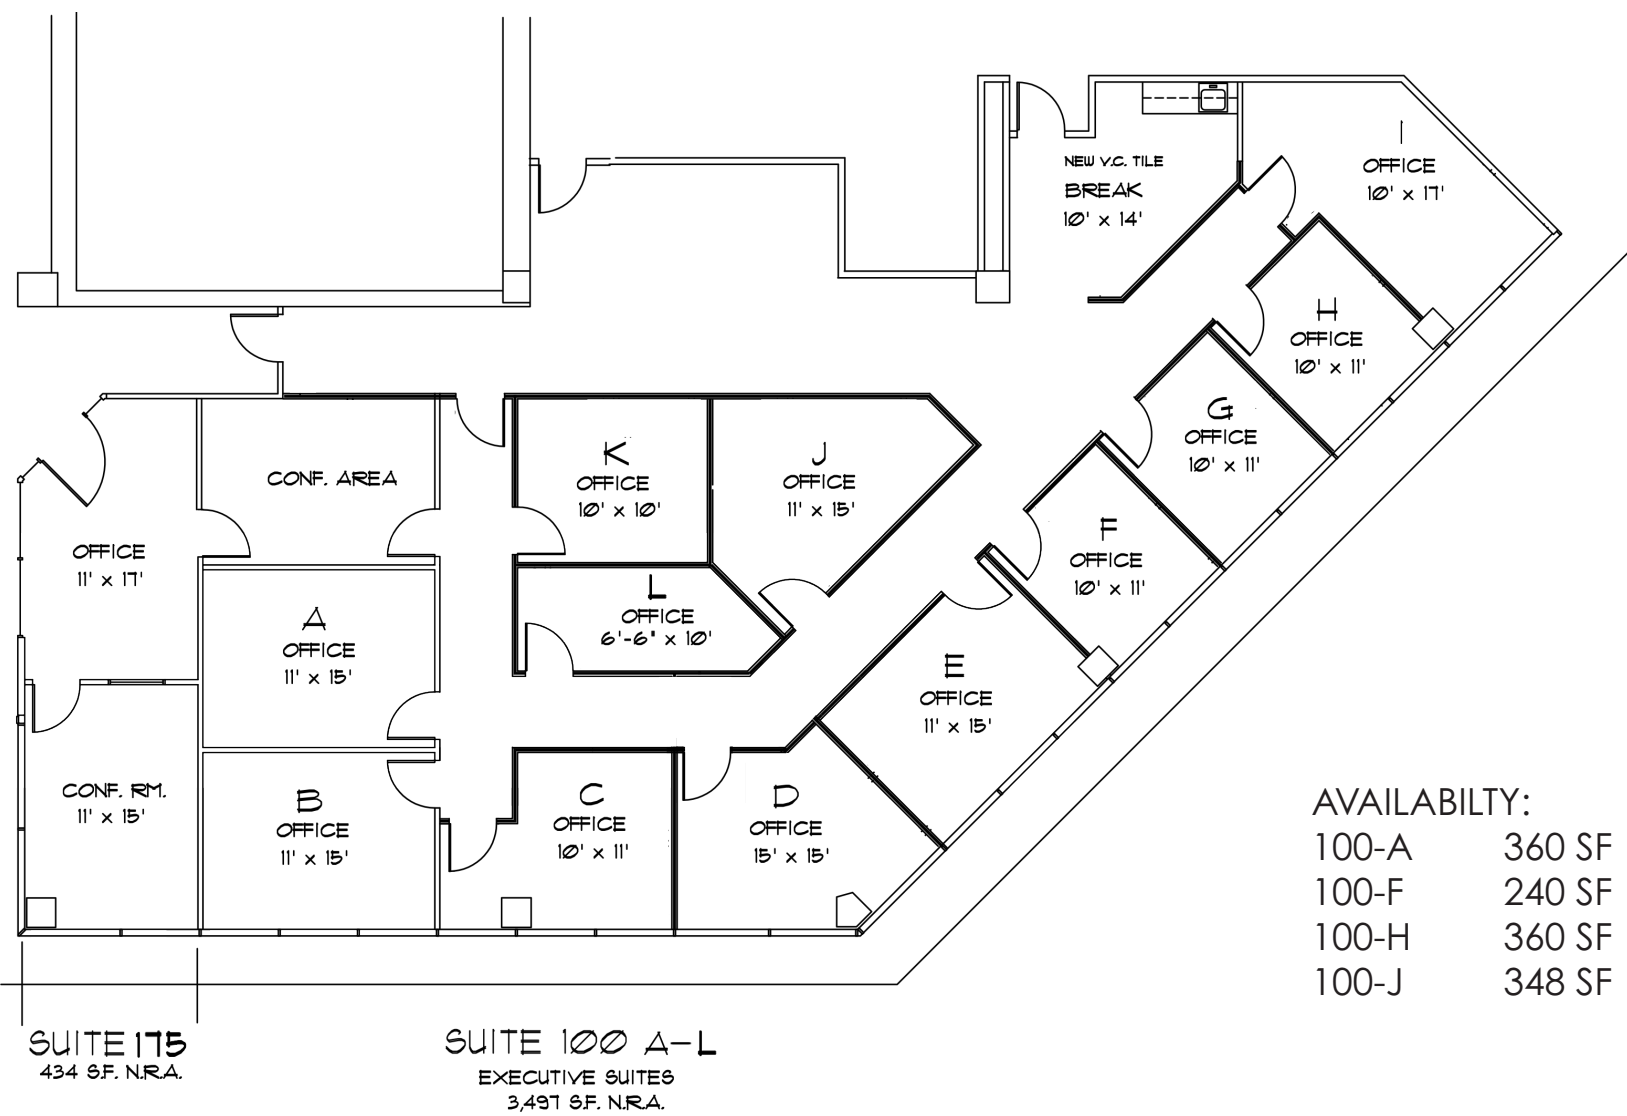 I
OFFICE
10' x 17'
NEW V.C. TILE
BREAK
10' x 14'
H
OFFICE
10' x 11'
G
OFFICE
10' x 11'
F
OFFICE
10' x 11'
CONF. AREA
K
OFFICE
10' x 10'
J
OFFICE
11' x 15'
OFFICE
11' x 17'
A
OFFICE
11' x 15'
L
OFFICE
6'-6" x 10'
E
OFFICE
11' x 15'
CONF. RM.
11' x 15'
B
OFFICE
11' x 15'
C
OFFICE
10' x 11'
D
OFFICE
15' x 15'
AVAILABILTY:
100-A 360 SF
100-F 240 SF
100-H 360 SF
100-J 348 SF
SUITE 175
434 S.F. N.R.A.
SUITE 100 A-L
EXECUTIVE SUITES
3,497 S.F. N.R.A.